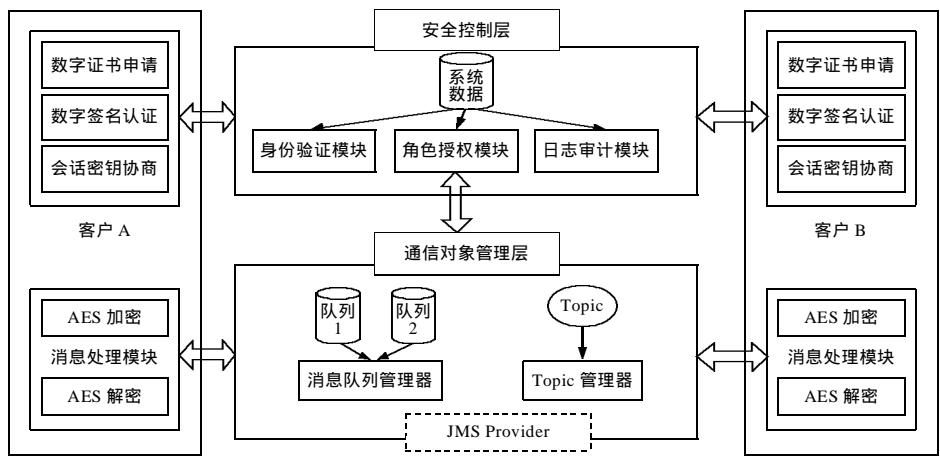 数字证书申请
数字签名认证
会话密钥协商
客户 A
AES 加密
消息处理模块
AES 解密
安全控制层
系统
数据
身份验证模块
角色授权模块
日志审计模块
通信对象管理层
队列
1
队列
2
Topic
消息队列管理器
Topic 管理器
JMS Provider
数字证书申请
数字签名认证
会话密钥协商
客户 B
AES 加密
消息处理模块
AES 解密